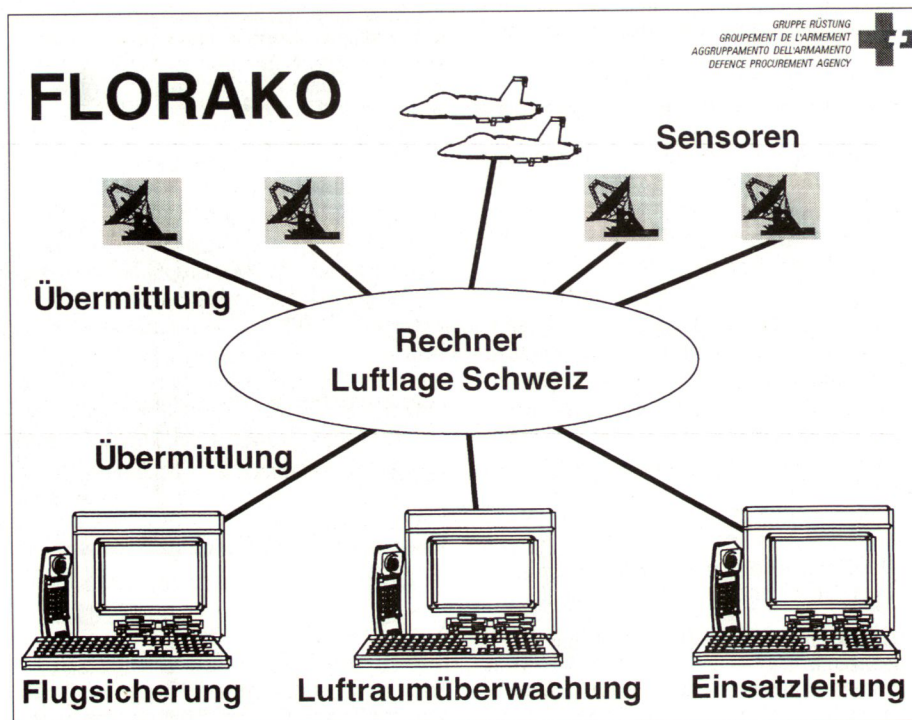 GRUPPE RÜSTUNG
GROUPEMENT DE L'ARMEMENT
AGGRUPPAMENTO DELL'ARMAMENTO
DEFENCE PROCUREMENT AGENCY
FLORAKO
Sensoren
Übermittlung
Rechner
Luftlage Schweiz
Übermittlung
Flugsicherung
Luftraumüberwachung
Einsatzleitung